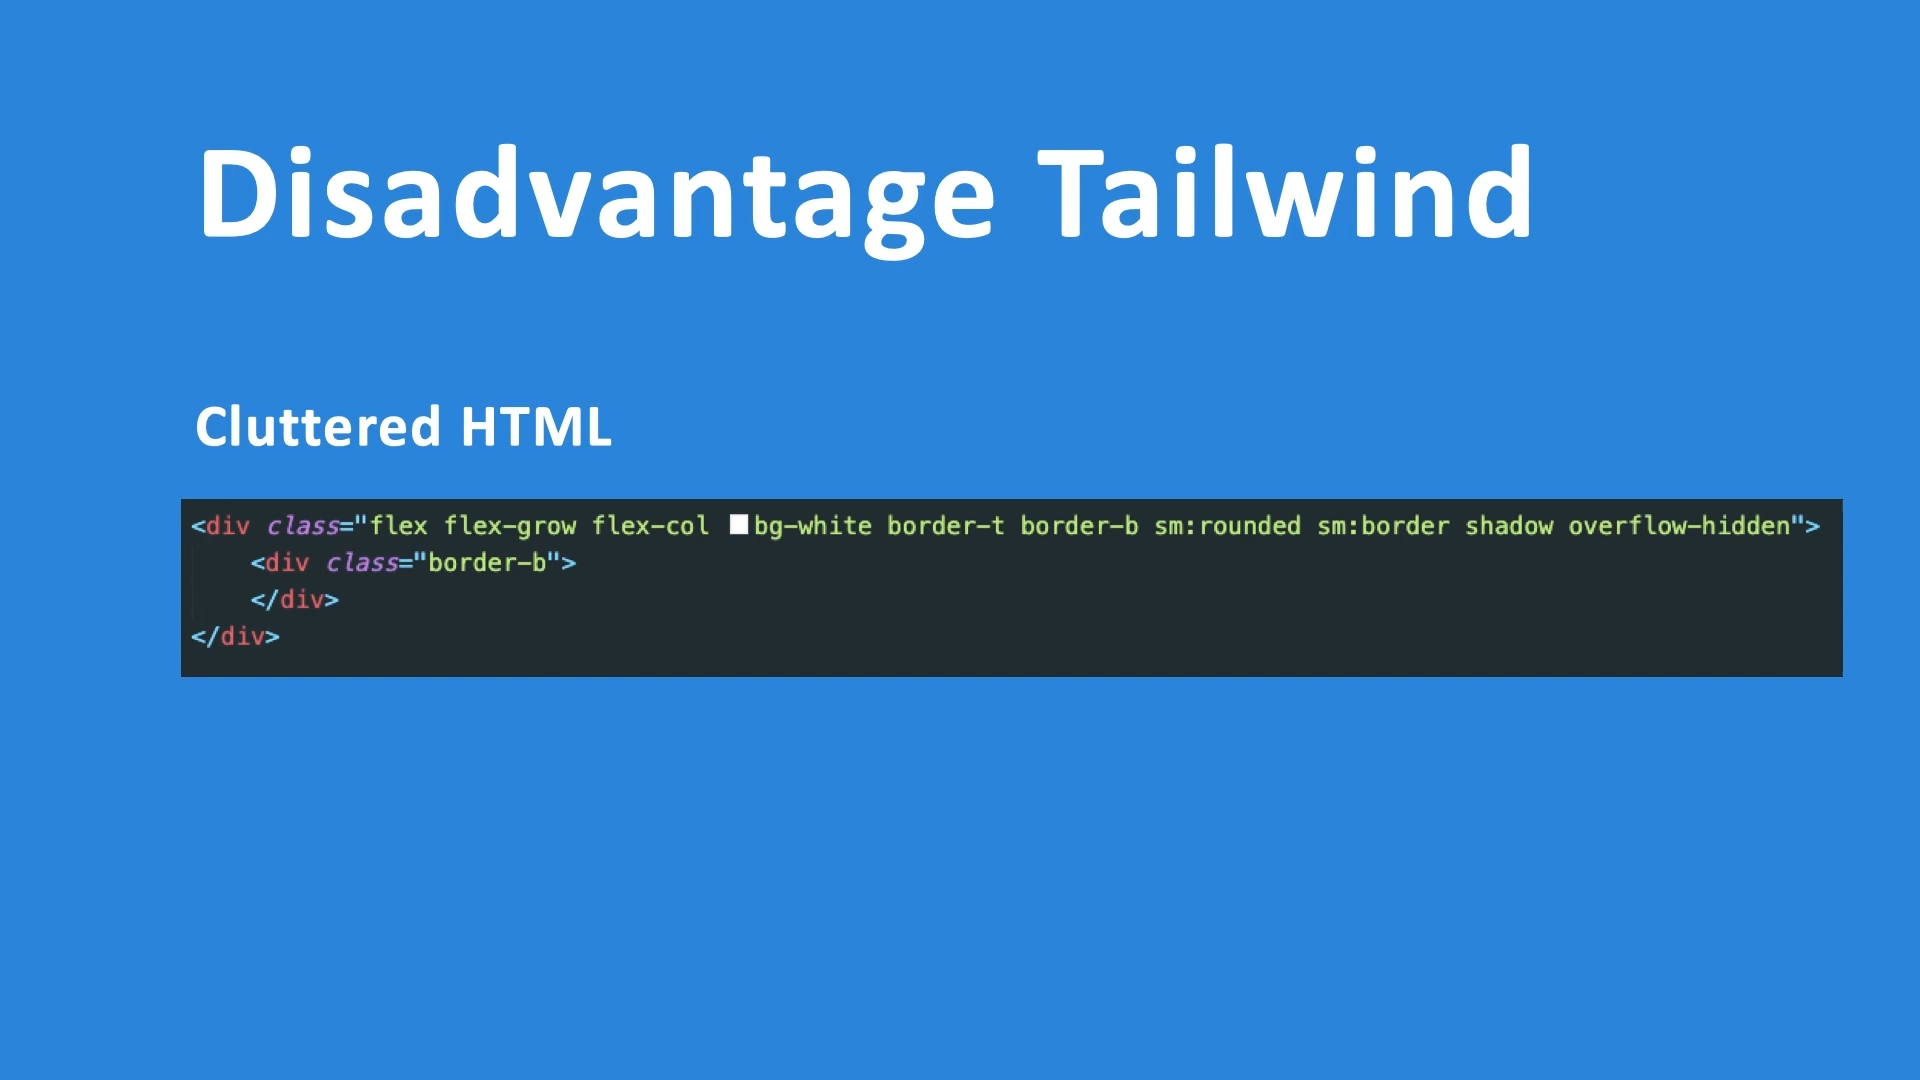 Disadvantage Tailwind
Cluttered HTML
<div class="flex flex-grow flex-col bg-white border-t border-b sm:rounded sm:border shadow overflow-hidden">
    <div class="border-b">
    </div>
</div>